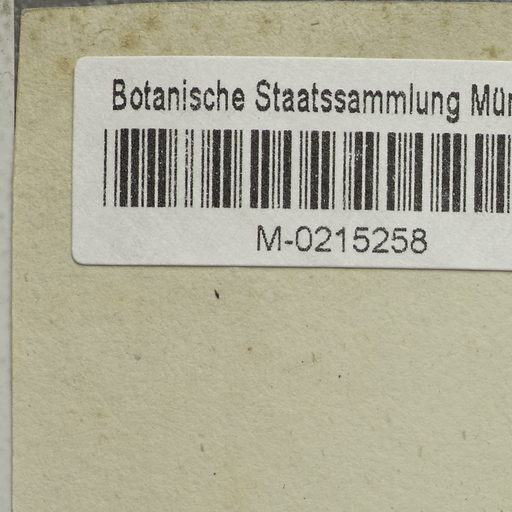 Botanische Staatssammlung Mün
M-0215258